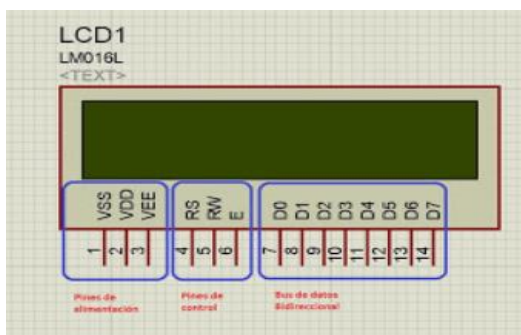 LCD1
LM016L
<TEXT>
VSS VDD VEE RS RW E D0 D1 D2 D3 D4 D5 D6 D7
1 2 3 4 5 6 7 8 9 10 11 12 13 14
Pines de alimentación
Pines de control
Bus de datos Bidireccional